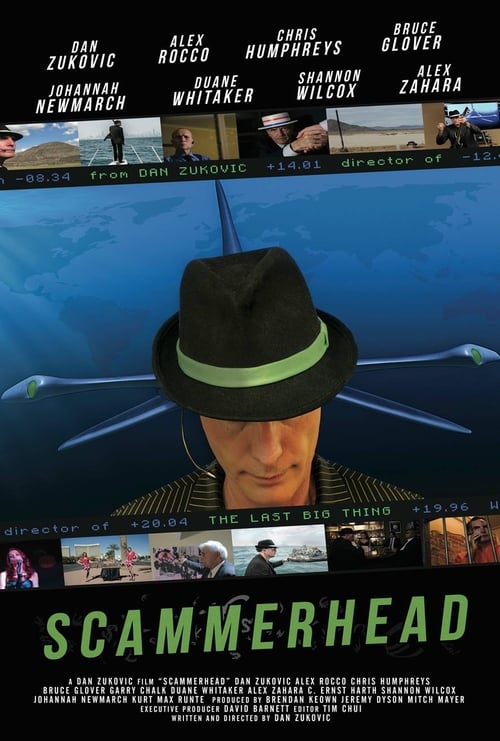 DAN ZUKOVIC
ALEX ROCCO
CHRIS HUMPHREYS
BRUCE GLOVER
JOHANNAH NEWMARCH
DUANE WHITAKER
SHANNON WILCOX
ALEX ZAHARA
-08.34 from DAN ZUKOVIC +14.01 director of -12.
director of +20.04 THE LAST BIG THING +19.96 W
SCAMMERHEAD
A DAN ZUKOVIC FILM "SCAMMERHEAD" DAN ZUKOVIC ALEX ROCCO CHRIS HUMPHREYS
BRUCE GLOVER GARRY CHALK DUANE WHITAKER ALEX ZAHARA C. ERNST HARTH SHANNON WILCOX
JOHANNAH NEWMARCH KURT MAX RUNTE PRODUCED BY BRENDAN KEOWN JEREMY DYSON MITCH MAYER
EXECUTIVE PRODUCER DAVID BARNETT EDITOR TIM CHUI
WRITTEN AND DIRECTED BY DAN ZUKOVIC